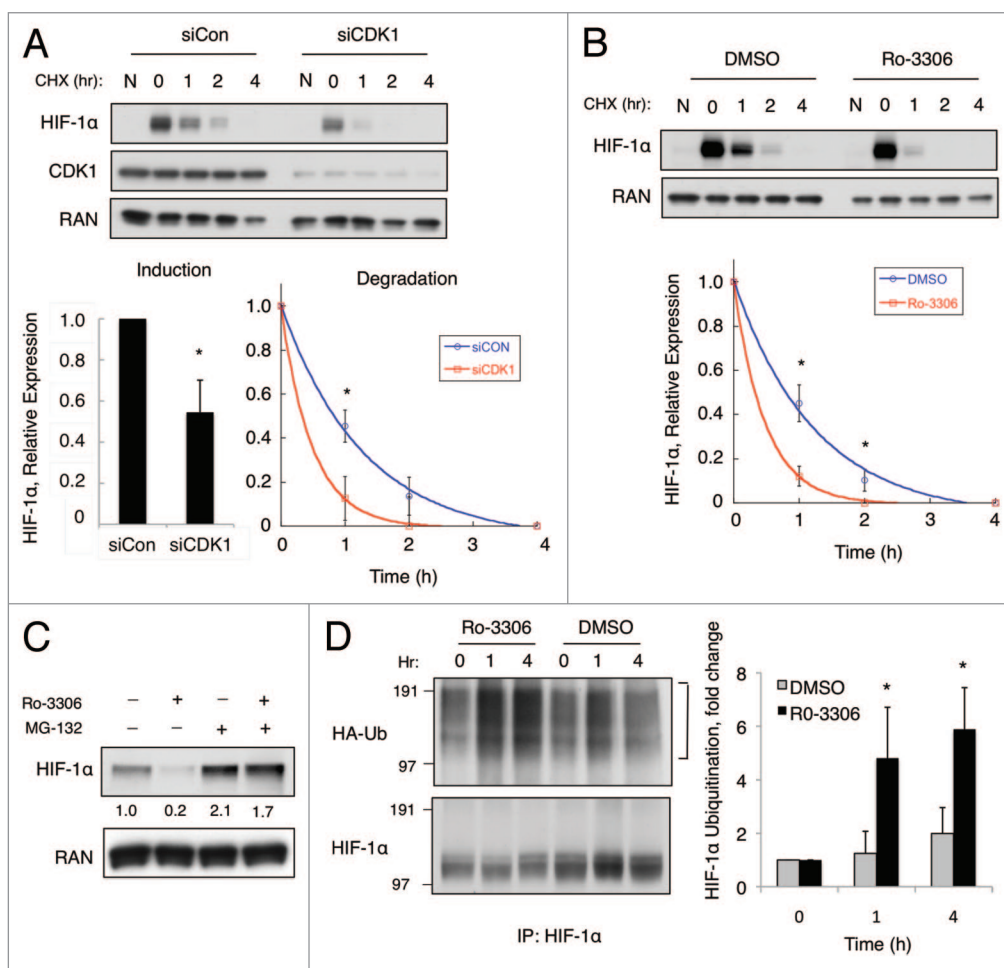 A
siCon siCDK1
CHX (hr): N 0 1 2 4 N 0 1 2 4
HIF-1α
CDK1
RAN
Induction
HIF-1α, Relative Expression
1.0
0.8
0.6
0.4
0.2
0
*
siCon siCDK1
Degradation
1.0
0.8
0.6
0.4
0.2
0
siCON
siCDK1
*
0 1 2 3 4
Time (h)
B
DMSO Ro-3306
CHX (hr): N 0 1 2 4 N 0 1 2 4
HIF-1α
RAN
HIF-1α, Relative Expression
1.0
0.8
0.6
0.4
0.2
0
DMSO
Ro-3306
*
*
0 1 2 3 4
Time (h)
C
Ro-3306 – + – +
MG-132 – – + +
HIF-1α
1.0 0.2 2.1 1.7
RAN
D
Ro-3306 DMSO
Hr: 0 1 4 0 1 4
191
HA-Ub
97
191
HIF-1α
97
IP: HIF-1α
HIF-1α Ubiquitination, fold change
8
6
4
2
0
DMSO
R0-3306
*
*
0 1 4
Time (h)